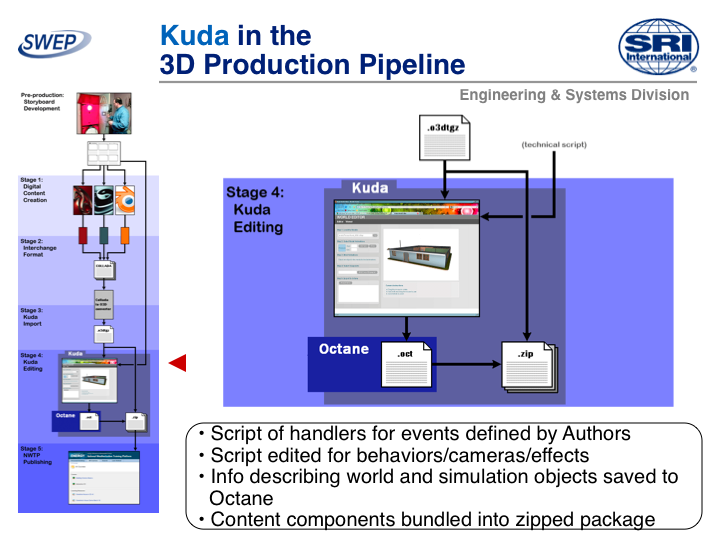 SWEP
Kuda in the
3D Production Pipeline
SRI
International
®
Engineering & Systems Division
Pre-production:
Storyboard
Development
Stage 1:
Digital
Content
Creation
Stage 2:
Interchange
Format
COLLADA
Collada
to O3D
converter
Stage 3:
Kuda
Import
.o3dtgz
Stage 4:
Kuda
Editing
Kuda
Octane
.oct
.zip
Stage 5:
NWTP
Publishing
.o3dtgz
(technical script)
Stage 4:
Kuda
Editing
Kuda
WORLD EDITOR
Octane
.oct
.zip
• Script of handlers for events defined by Authors
• Script edited for behaviors/cameras/effects
• Info describing world and simulation objects saved to
Octane
• Content components bundled into zipped package